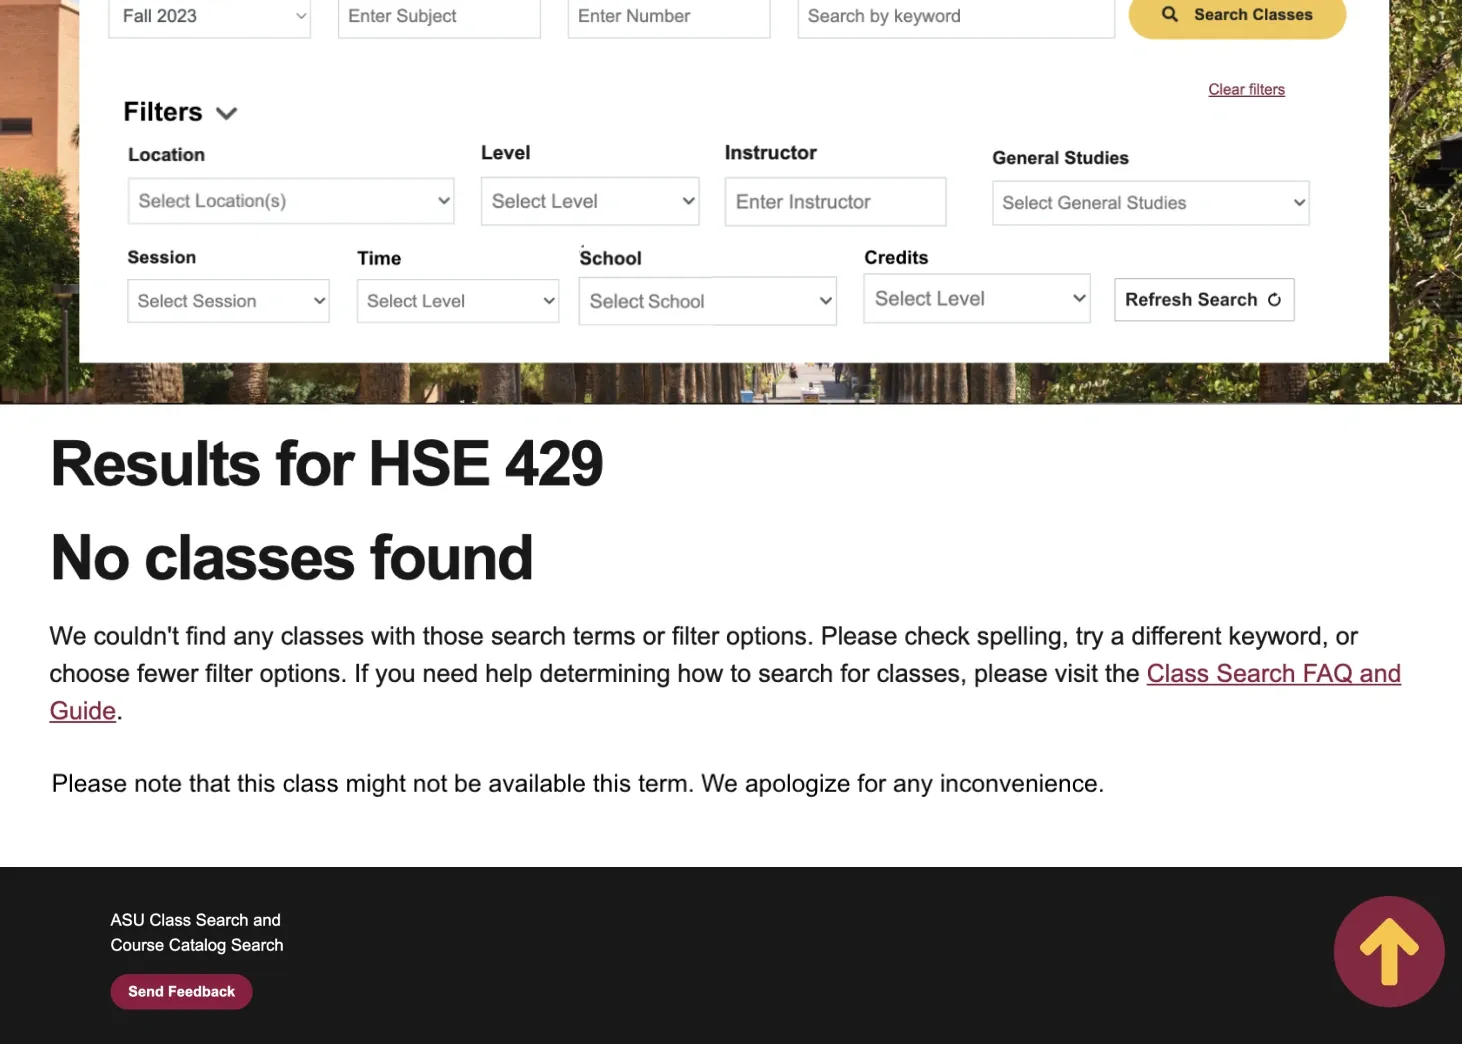 Fall 2023 Enter Subject Enter Number Search by keyword Search Classes
Clear filters
Filters
Location Level Instructor General Studies
Select Location(s) Select Level Enter Instructor Select General Studies
Session Time School Credits
Select Session Select Level Select School Select Level Refresh Search
Results for HSE 429
No classes found
We couldn't find any classes with those search terms or filter options. Please check spelling, try a different keyword, or
choose fewer filter options. If you need help determining how to search for classes, please visit the Class Search FAQ and
Guide.
Please note that this class might not be available this term. We apologize for any inconvenience.
ASU Class Search and
Course Catalog Search
Send Feedback